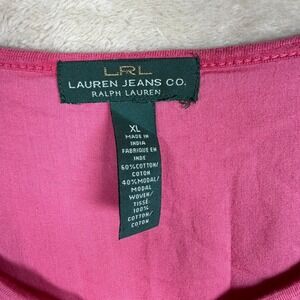 LRL
LAUREN JEANS CO.
RALPH LAUREN
XL
MADE IN
INDIA
FABRIQUE EN
INDE
60%COTTON/
COTON
40%MODAL/
MODAL
WOVEN/
TISSÉ
100%
COTTON/
COTON